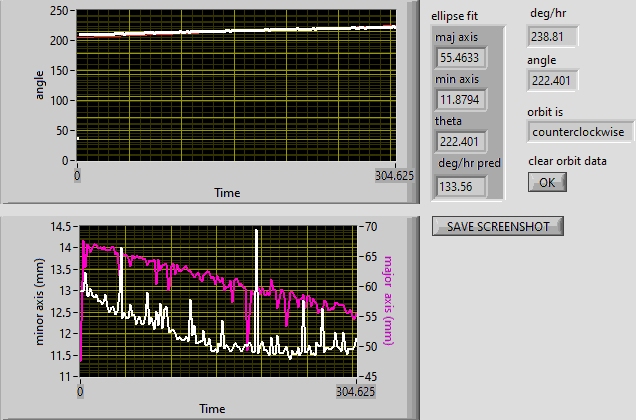 250
200
150
100
50
0
angle
0
304.625
Time
ellipse fit
maj axis
55.4633
min axis
11.8794
theta
222.401
deg/hr pred
133.56
deg/hr
238.81
angle
222.401
orbit is
counterclockwise
clear orbit data
OK
SAVE SCREENSHOT
14.5
14
13.5
13
12.5
12
11.5
11
minor axis (mm)
70
65
60
55
50
45
major axis (mm)
0
304.625
Time